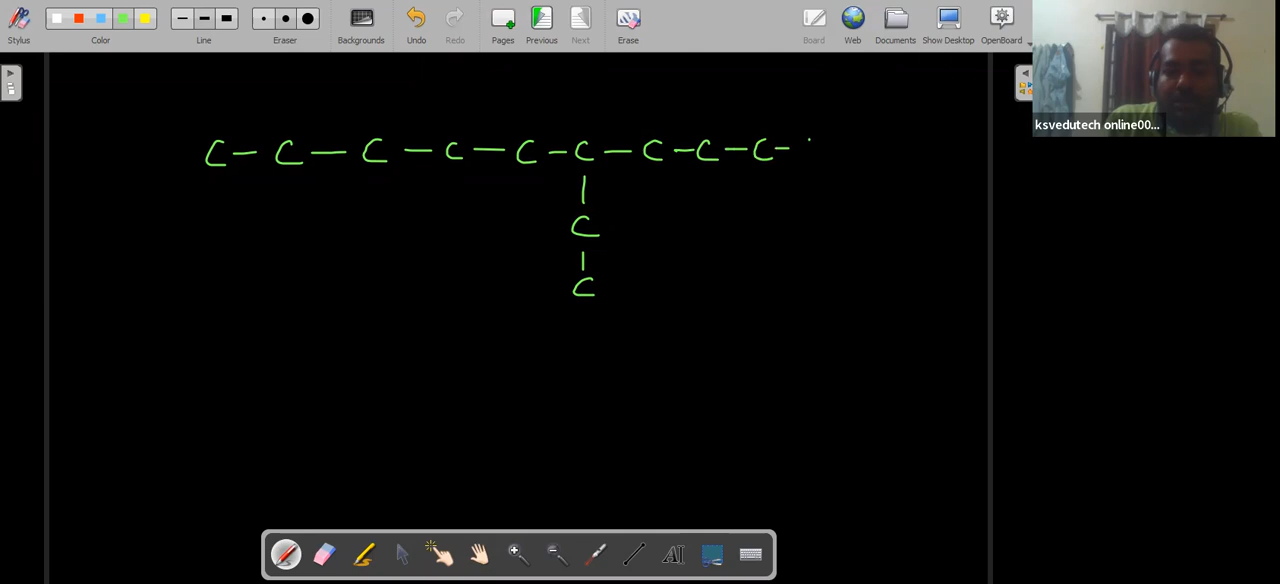 Stylus Color Line Eraser Backgrounds Undo Redo Pages Previous Next Erase Board Web Documents Show Desktop OpenBoard
ksvedutech online00...
C - C - C - C - C - C - C - C - C -
|
C
|
C
AI